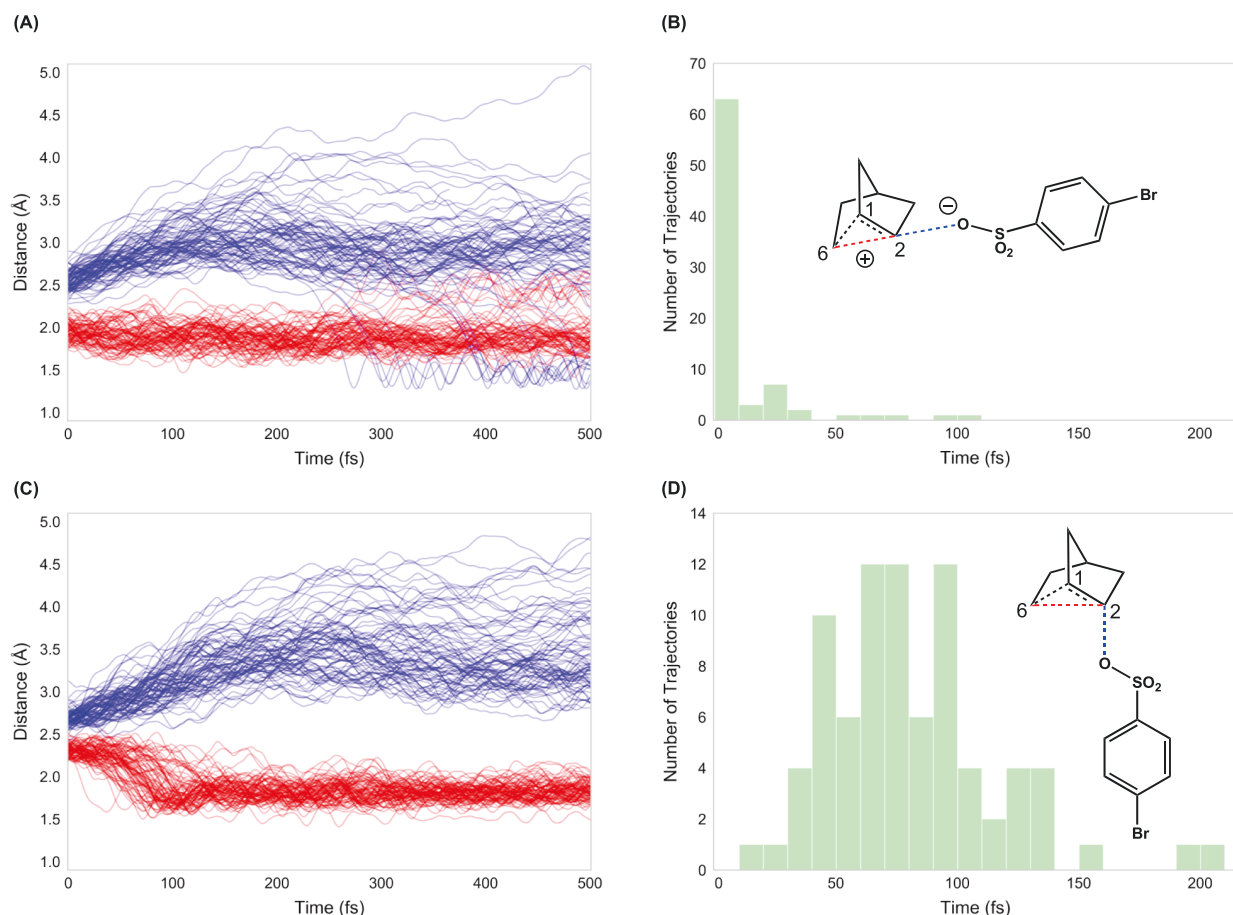 (A)
5.0
4.5
4.0
3.5
3.0
2.5
2.0
1.5
1.0
Distance (Å)
0 100 200 300 400 500
Time (fs)
(B)
70
60
50
40
30
20
10
0
Number of Trajectories
0 50 100 150 200
Time (fs)
1
2
6
⊕
⊖
O
S
O2
Br
(C)
5.0
4.5
4.0
3.5
3.0
2.5
2.0
1.5
1.0
Distance (Å)
0 100 200 300 400 500
Time (fs)
(D)
14
12
10
8
6
4
2
0
Number of Trajectories
0 50 100 150 200
Time (fs)
1
6
2
O
SO2
Br